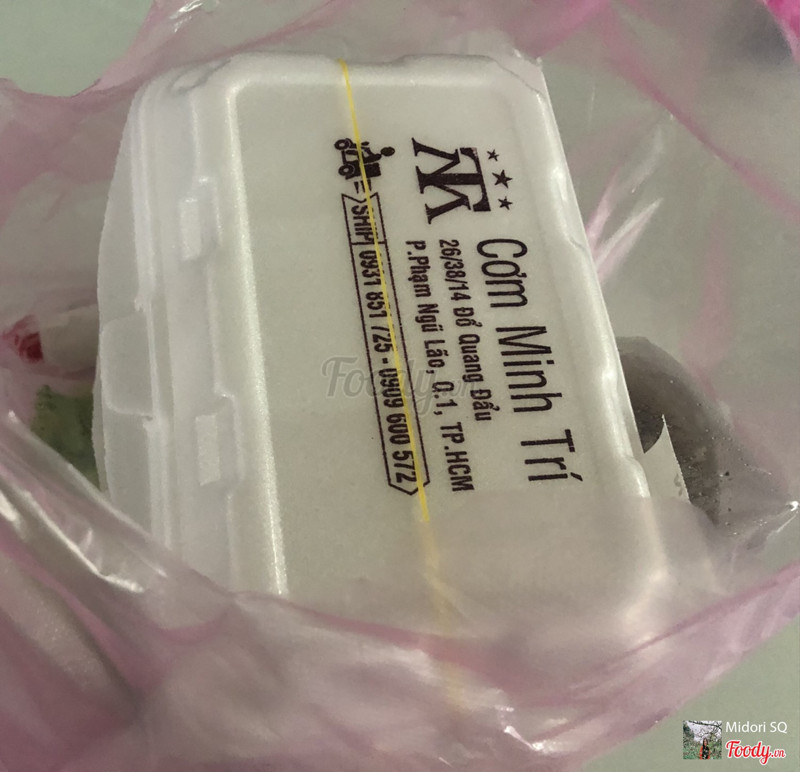 MT
Cơm Minh Trí
26/38/14 Đỗ Quang Đẩu
P.Phạm Ngũ Lão, Q.1, TP.HCM
SHIP 0931 851 725 - 0909 600 572
Foody.vn
Midori SQ
Foody.vn